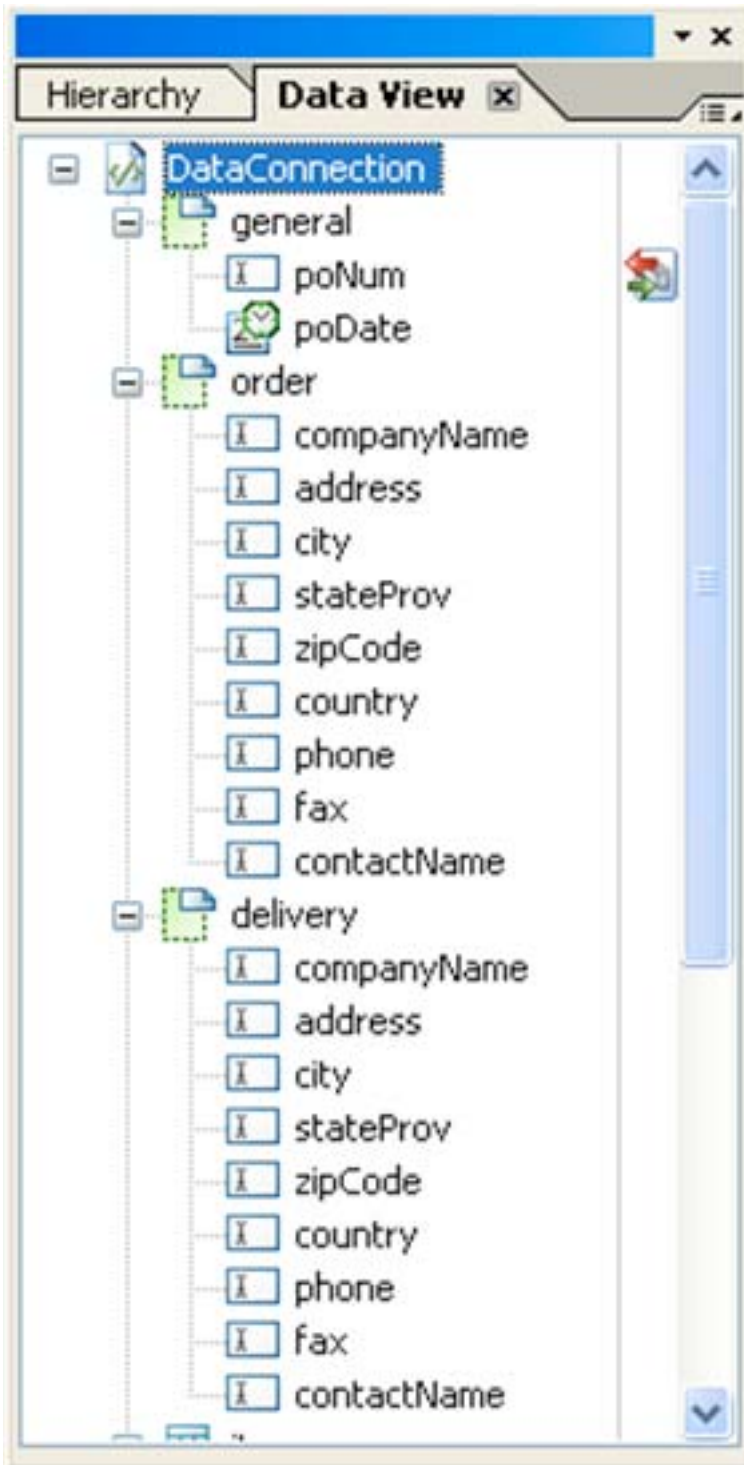 Hierarchy Data View
DataConnection
general
poNum
poDate
order
companyName
address
city
stateProv
zipCode
country
phone
fax
contactName
delivery
companyName
address
city
stateProv
zipCode
country
phone
fax
contactName